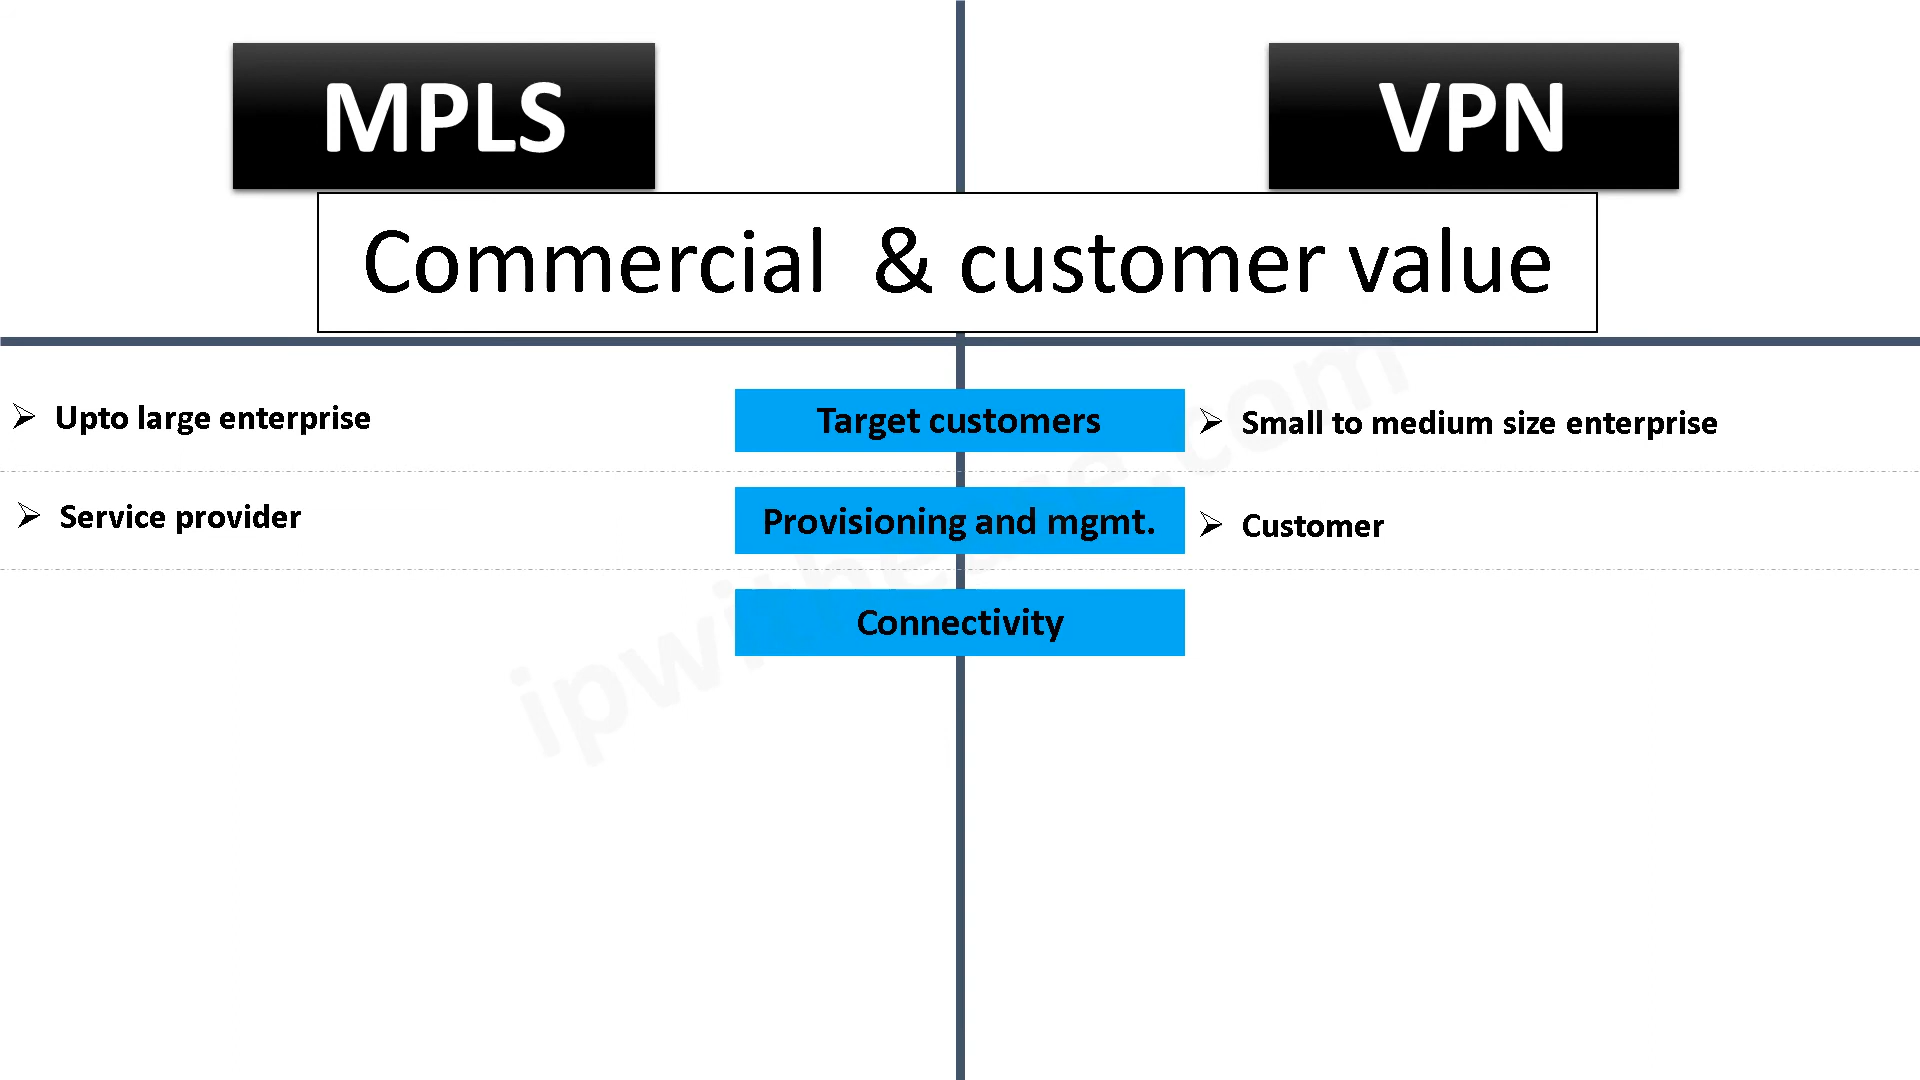 MPLS
VPN
Commercial & customer value
Upto large enterprise
Target customers
Small to medium size enterprise
Service provider
Provisioning and mgmt.
Customer
Connectivity